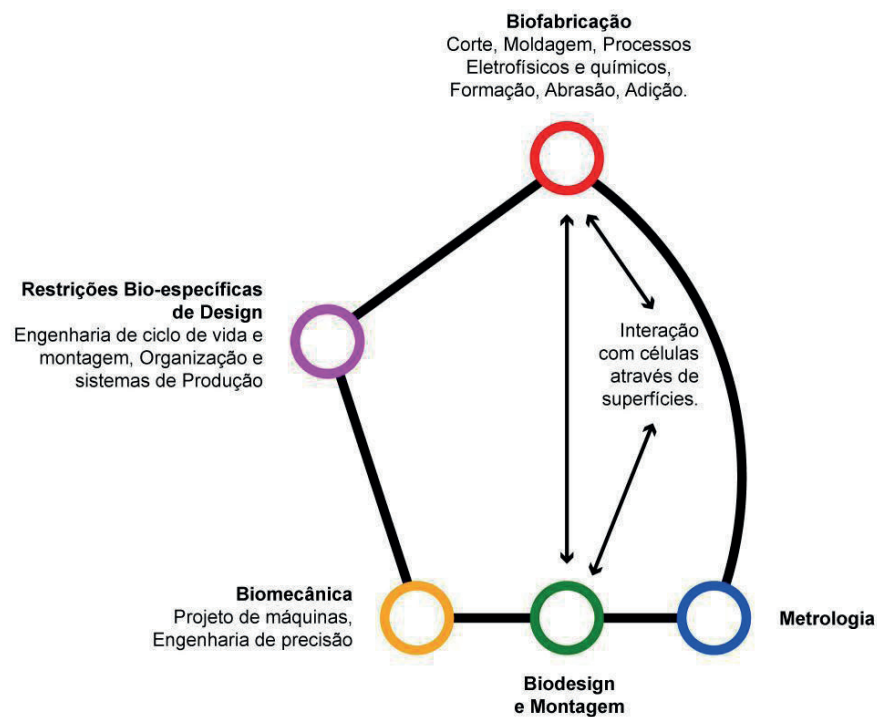 Biofabricação
Corte, Moldagem, Processos
Eletrofísicos e químicos,
Formação, Abrasão, Adição.
Restrições Bio-específicas
de Design
Engenharia de ciclo de vida e
montagem, Organização e
sistemas de Produção
Interação
com células
através de
superfícies.
Biomecânica
Projeto de máquinas,
Engenharia de precisão
Biodesign
e Montagem
Metrologia